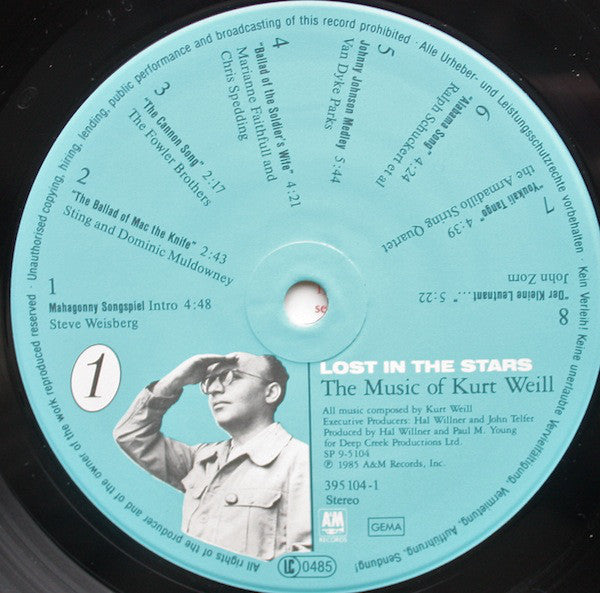 Unauthorised copying, hiring, lending, public performance and broadcasting of this record prohibited · Alle Urheber- und Leistungsschutzrechte vorbehalten · Kein Verleih! Keine unerlaubte Vervielfältigung, Vermietung, Aufführung, Sendung!
All rights of the producer and of the owner of the work reproduced reserved ·
1
Mahagonny Songspiel Intro 4:48
Steve Weisberg
2
"The Ballad of Mac the Knife" 2:43
Sting and Dominic Muldowney
3
"The Cannon Song" 2:17
The Fowler Brothers
4
"Ballad of the Soldier's Wife" 4:21
Marianne Faithfull and
Chris Spedding
5
Johnny Johnson Medley 5:44
Van Dyke Parks
6
"Alabama Song" 4:24
Ralph Schuckert et al
7
"Youkali Tango" 4:39
the Armadillo String Quartet
8
"Der Kleine Leutnant ...." 5:22
John Zorn
1
LOST IN THE STARS
The Music of Kurt Weill
All music composed by Kurt Weill
Executive Producers: Hal Willner and John Telfer
Produced by Hal Willner and Paul M. Young
for Deep Creek Productions Ltd.
SP 9-5104
℗ 1985 A&M Records, Inc.
395 104-1
Stereo
A&M
RECORDS
GEMA
LC 0485